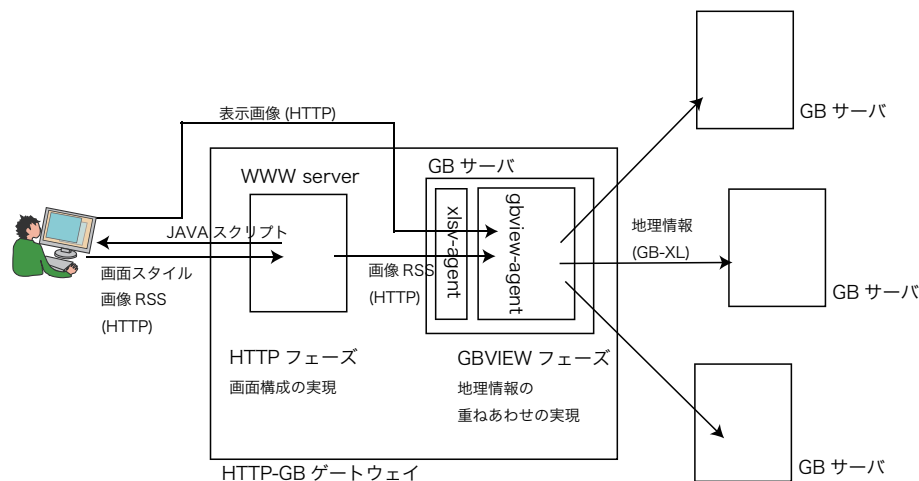 表示画像 (HTTP)
WWW server
JAVA スクリプト
画面スタイル
画像 RSS
(HTTP)
HTTP フェーズ
画面構成の実現
画像 RSS
(HTTP)
GB サーバ
xlsv-agent
gbview-agent
GBVIEW フェーズ
地理情報の
重ねあわせの実現
HTTP-GB ゲートウェイ
地理情報
(GB-XL)
GB サーバ
GB サーバ
GB サーバ